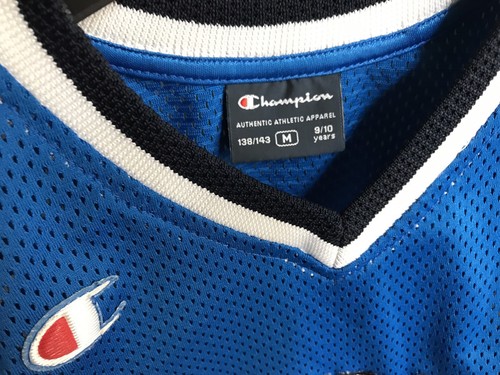 Champion
AUTHENTIC ATHLETIC APPAREL
138/143 M 9/10 years